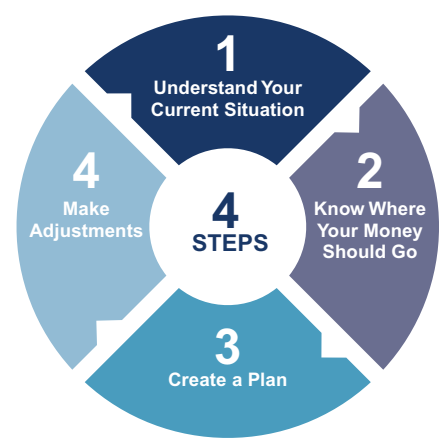 1
Understand Your
Current Situation
2
Know Where
Your Money
Should Go
3
Create a Plan
4
Make
Adjustments
4
STEPS